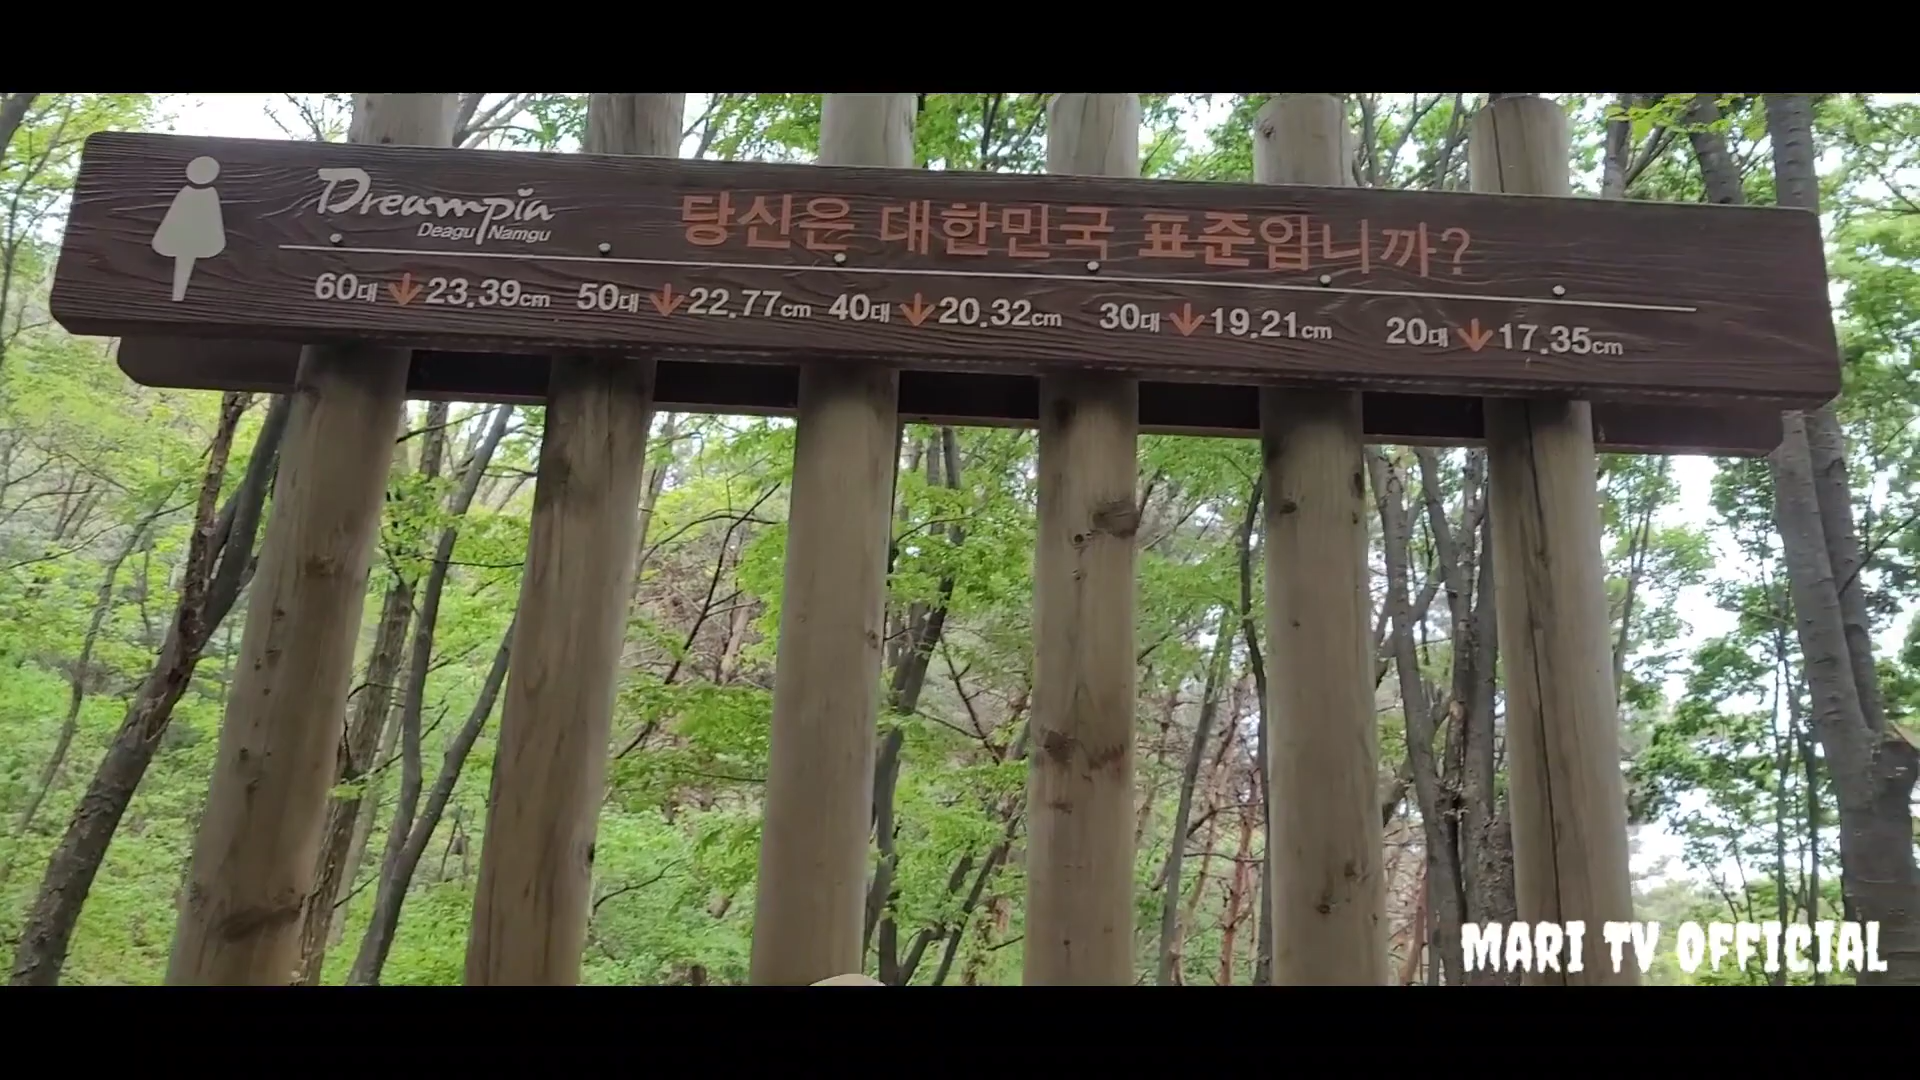 Dreampia
Deagu Namgu
당신은 대한민국 표준입니까?
60대 ↓ 23.39cm 50대 ↓ 22.77cm 40대 ↓ 20.32cm 30대 ↓ 19.21cm 20대 ↓ 17.35cm
MARI TV OFFICIAL